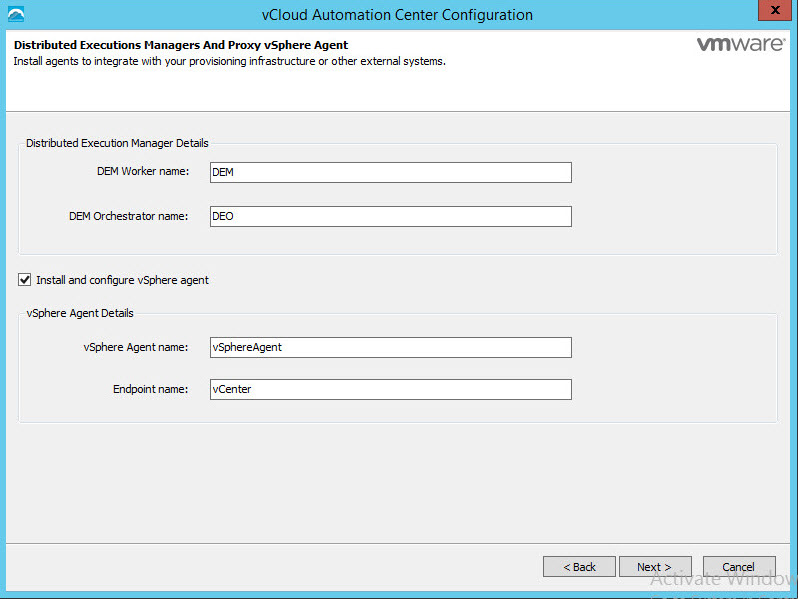 vCloud Automation Center Configuration
x
Distributed Executions Managers And Proxy vSphere Agent
vmware®
Install agents to integrate with your provisioning infrastructure or other external systems.
Distributed Execution Manager Details
DEM Worker name: DEM
DEM Orchestrator name: DEO
Install and configure vSphere agent
vSphere Agent Details
vSphere Agent name: vSphereAgent
Endpoint name: vCenter
< Back Next > Cancel
Activate Window